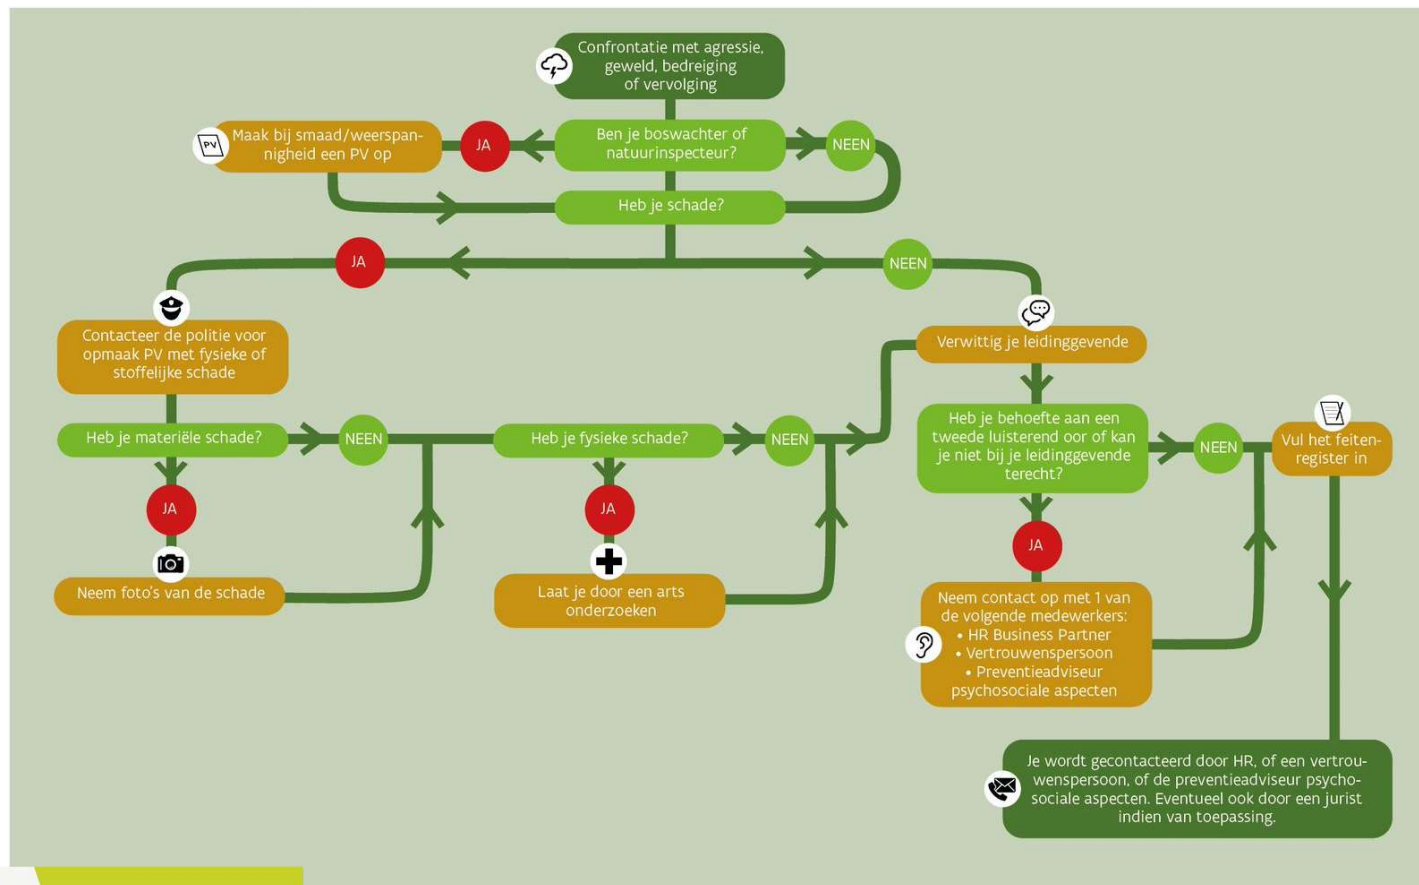 Confrontatie met agressie,
geweld, bedreiging
of vervolging
Maak bij smaad/weerspan-
nigheid een PV op
PV
JA
Ben je boswachter of
natuurinspecteur?
NEEN
Heb je schade?
JA
NEEN
Contacteer de politie voor
opmaak PV met fysieke of
stoffelijke schade
Verwittig je leidinggevende
Heb je materiële schade?
NEEN
Heb je fysieke schade?
NEEN
Heb je behoefte aan een
tweede luisterend oor of kan
je niet bij je leidinggevende
terecht?
NEEN
Vul het feiten-
register in
JA
JA
JA
Neem foto's van de schade
Laat je door een arts
onderzoeken
Neem contact op met 1 van
de volgende medewerkers:
• HR Business Partner
• Vertrouwenspersoon
• Preventieadviseur
psychosociale aspecten
Je wordt gecontacteerd door HR, of een vertrou-
wenspersoon, of de preventieadviseur psycho-
sociale aspecten. Eventueel ook door een jurist
indien van toepassing.